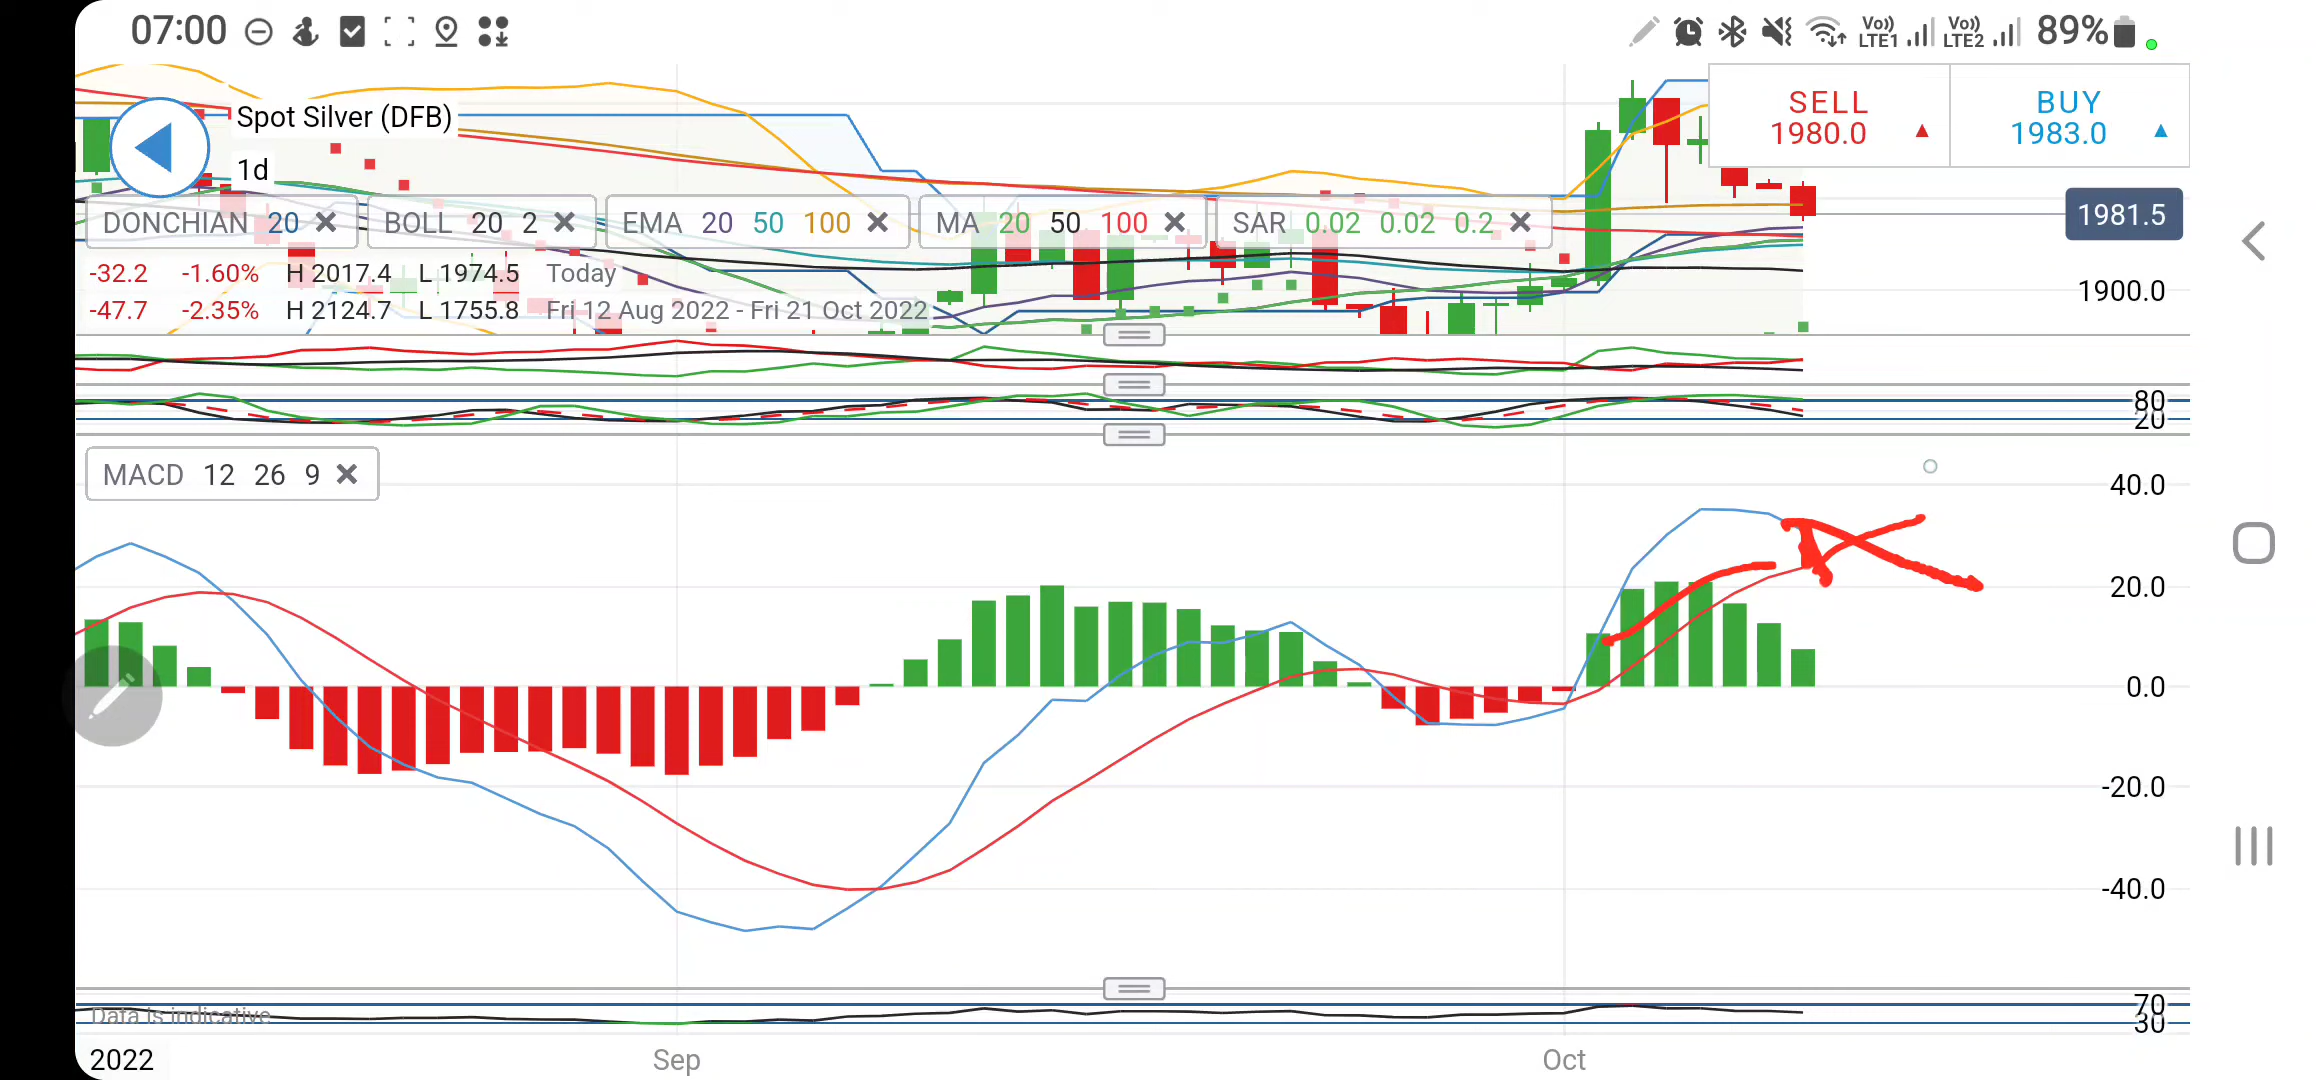 07:00
Vo)) LTE1 Vo)) LTE2 89%
Spot Silver (DFB)
SELL BUY
1980.0 1983.0
1d
DONCHIAN 20 BOLL 20 2 EMA 20 50 100 MA 20 50 100 SAR 0.02 0.02 0.2
1981.5
-32.2 -1.60% H 2017.4 L 1974.5 Today
1900.0
-47.7 -2.35% H 2124.7 L 1755.8 Fri 12 Aug 2022 - Fri 21 Oct 2022
80
20
MACD 12 26 9
40.0
20.0
0.0
-20.0
-40.0
70
Data is indicative
30
2022 Sep Oct